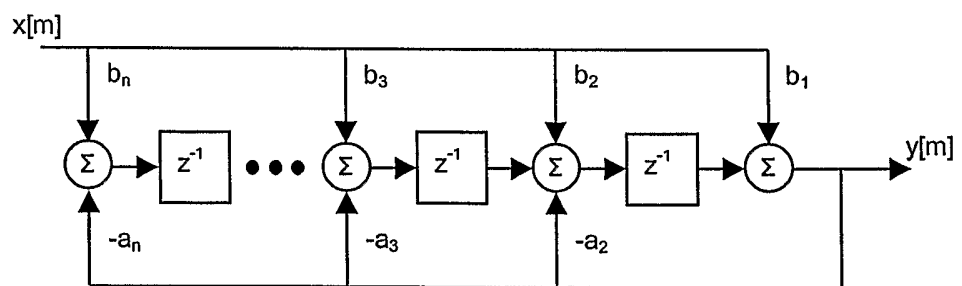 x[m]
bₙ b₃ b₂ b₁
Σ z⁻¹ Σ z⁻¹ Σ z⁻¹ Σ y[m]
-aₙ -a₃ -a₂